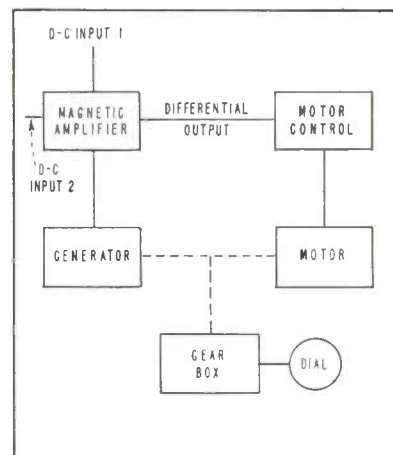 D-C INPUT 1
MAGNETIC
AMPLIFIER
DIFFERENTIAL
OUTPUT
MOTOR
CONTROL
D-C
INPUT 2
GENERATOR
MOTOR
GEAR
BOX
DIAL